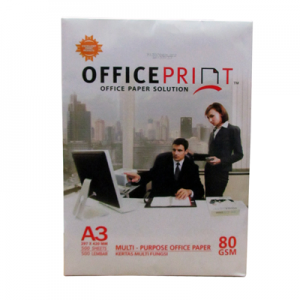 OFFICEPRINT
OFFICE PAPER SOLUTION
A3
MULTI - PURPOSE OFFICE PAPER
KERTAS MULTI FUNGSI
80
GSM